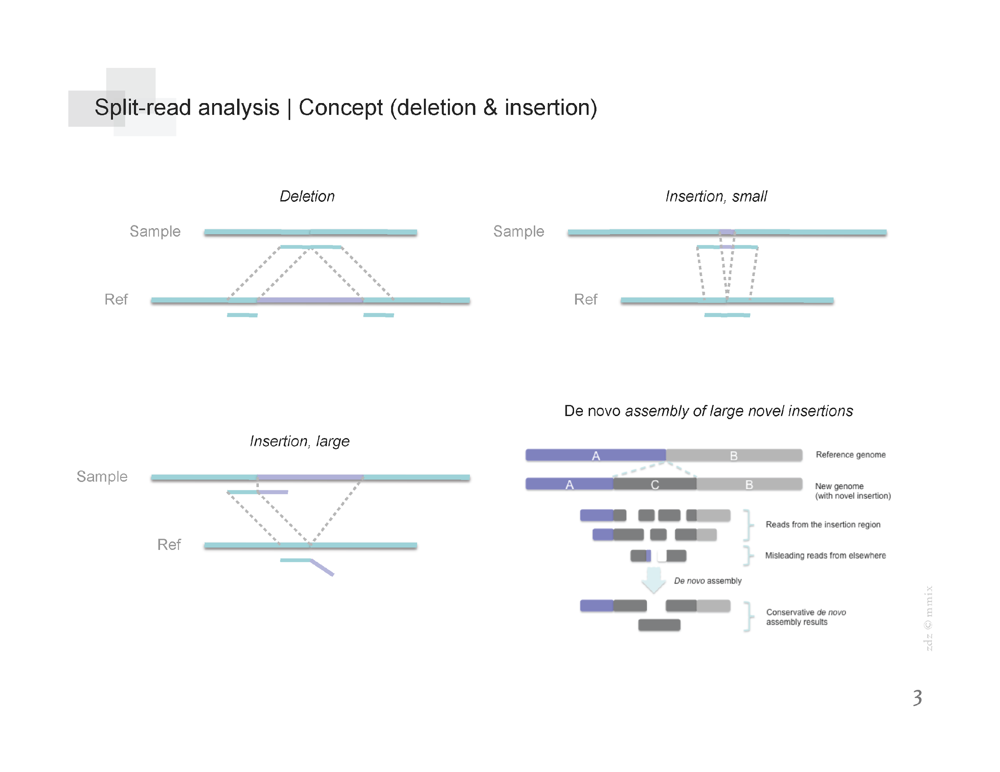 Split-read analysis | Concept (deletion & insertion)
Deletion
Sample
Ref
Insertion, small
Sample
Ref
Insertion, large
Sample
Ref
De novo assembly of large novel insertions
A
B
Reference genome
A
C
B
New genome
(with novel insertion)
Reads from the insertion region
Misleading reads from elsewhere
De novo assembly
Conservative de novo
assembly results
zdz © mmix
3